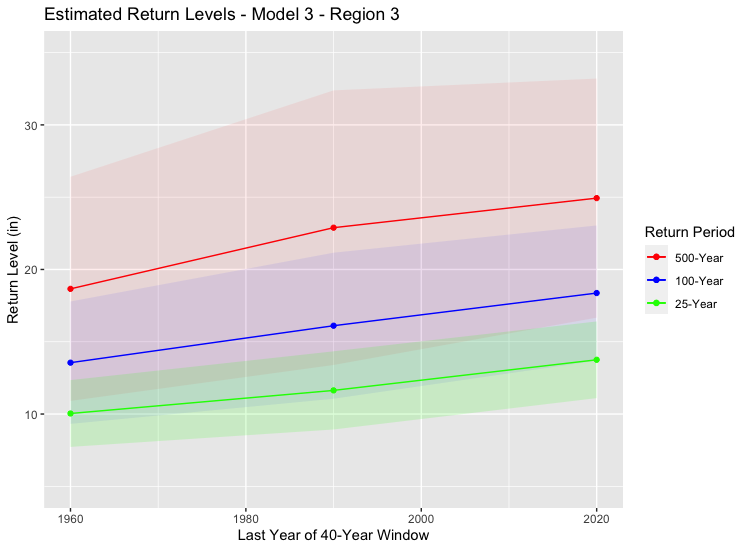 Estimated Return Levels - Model 3 - Region 3
Return Level (in)
30
20
10
1960
1980
2000
2020
Last Year of 40-Year Window
Return Period
500-Year
100-Year
25-Year